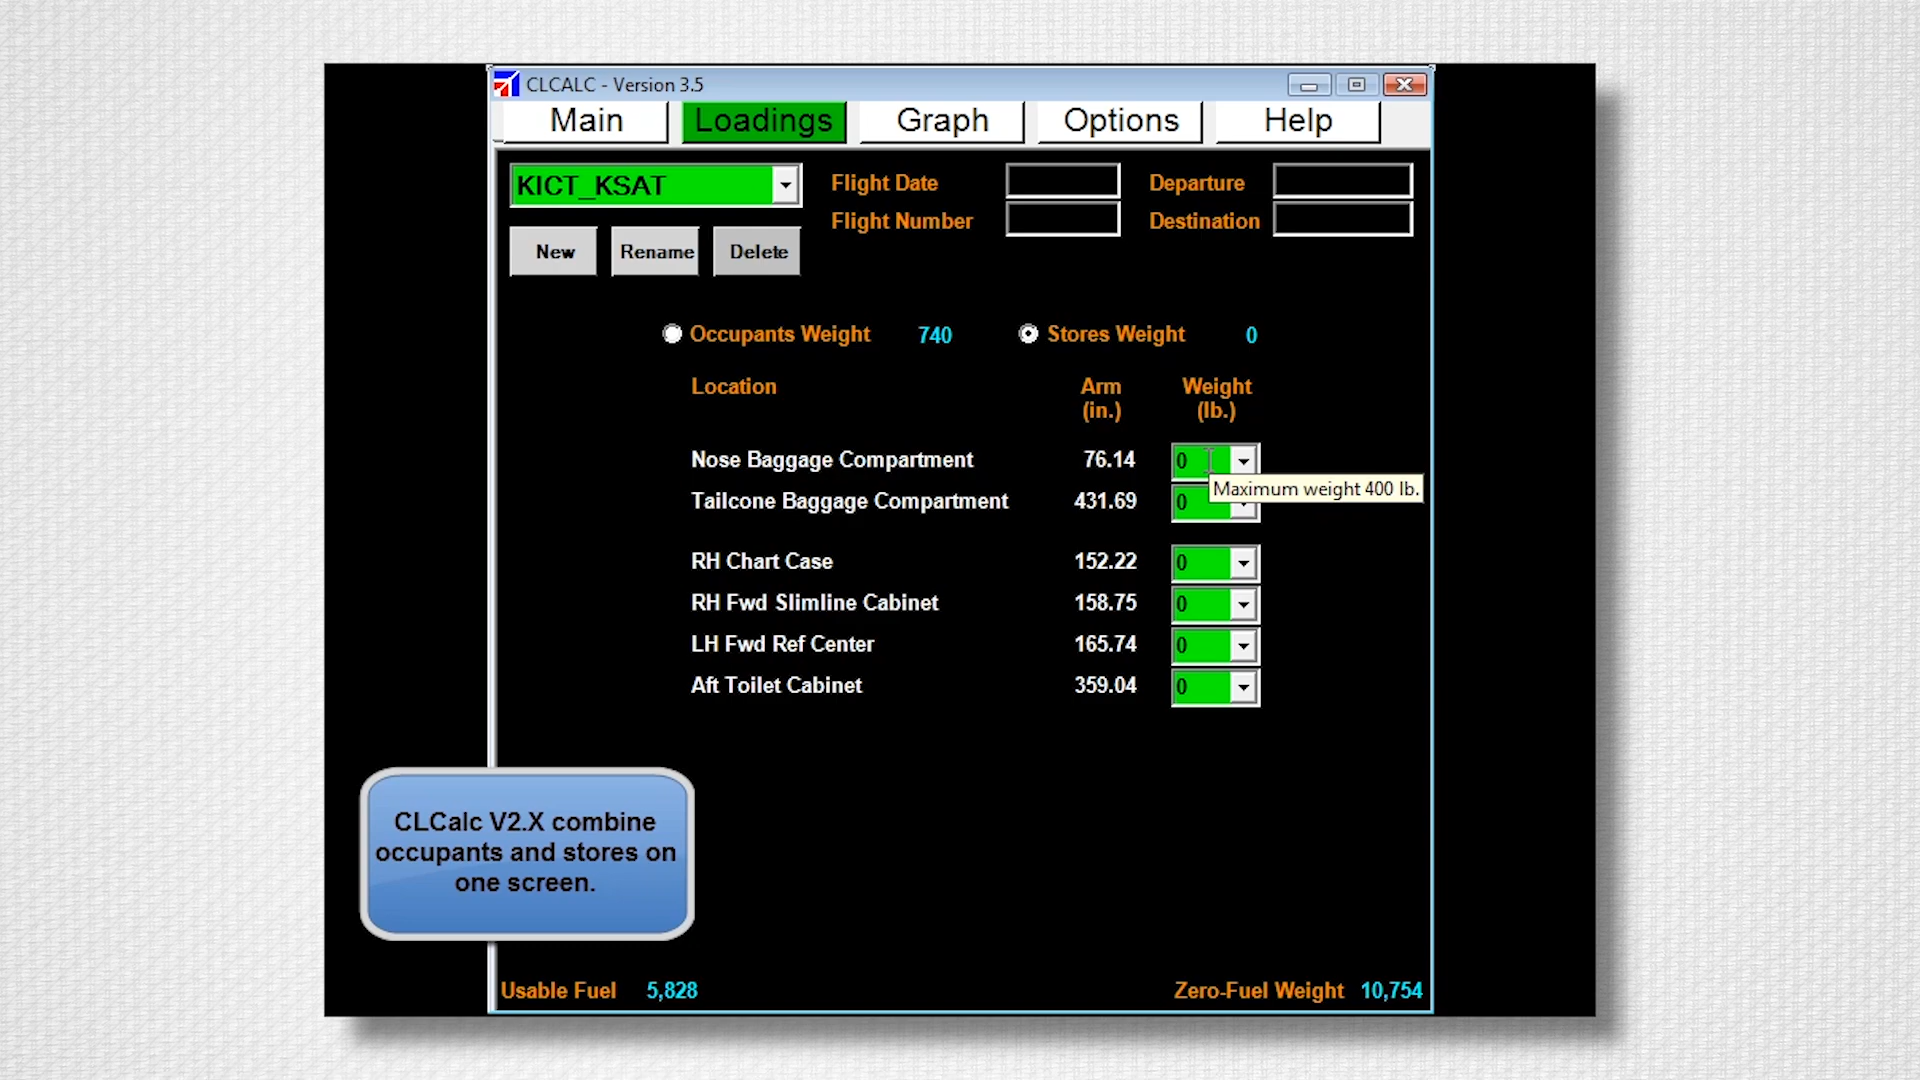 CLCALC - Version 3.5
Main Loadings Graph Options Help
KICT_KSAT Flight Date Departure
Flight Number Destination
New Rename Delete
Occupants Weight 740 Stores Weight 0
Location Arm Weight
(in.) (lb.)
Nose Baggage Compartment 76.14 0
Maximum weight 400 lb.
Tailcone Baggage Compartment 431.69 0
RH Chart Case 152.22 0
RH Fwd Slimline Cabinet 158.75 0
LH Fwd Ref Center 165.74 0
Aft Toilet Cabinet 359.04 0
CLCalc V2.X combine
occupants and stores on
one screen.
Usable Fuel 5,828 Zero-Fuel Weight 10,754